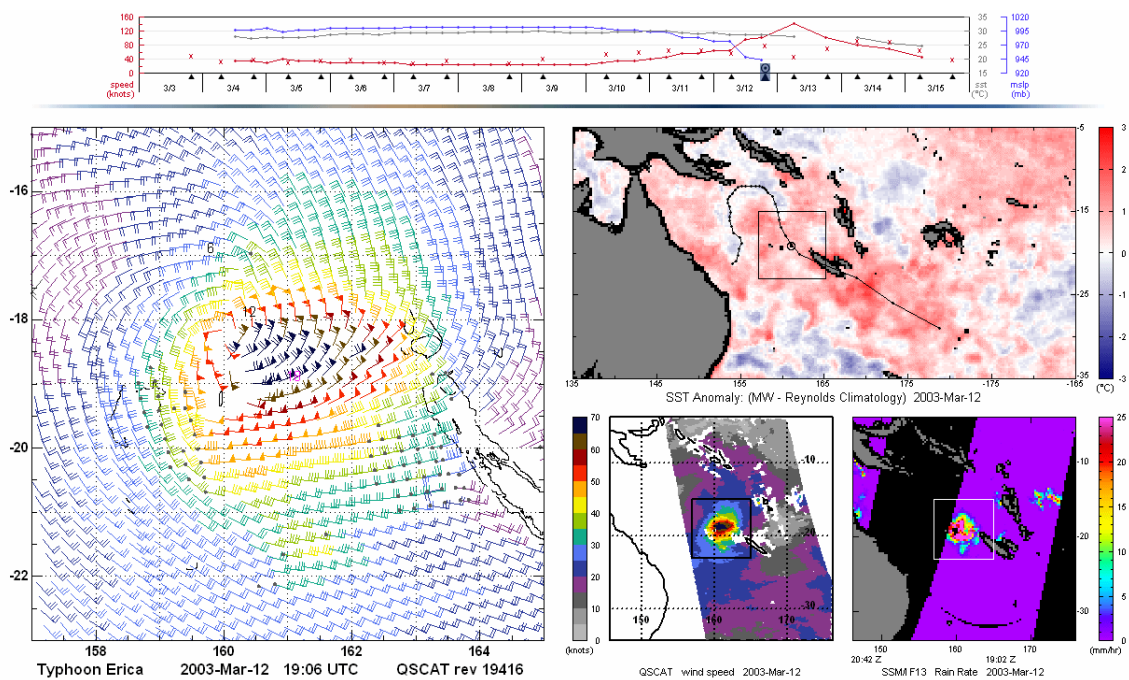 160 35 1020
120 30 995
80 25 970
40 20 945
0 15 920
speed
(knots)
3/3 3/4 3/5 3/6 3/7 3/8 3/9 3/10 3/11 3/12 3/13 3/14 3/15
sst
(°C)
mslp
(mb)
-16
-18
-20
-22
6
12
158 160 162 164
Typhoon Erica 2003-Mar-12 19:06 UTC QSCAT rev 19416
-5
-15
-25
-35
135 145 155 165 175 -175 -165
3
2
1
0
-1
-2
-3
(°C)
SST Anomaly: (MW - Reynolds Climatology) 2003-Mar-12
70
60
50
40
30
20
10
0
(knots)
-10
-20
-30
150 160 170
QSCAT wind speed 2003-Mar-12
-10
-20
-30
150 160 170
20:42 Z 19:02 Z
SSM/I F13 Rain Rate 2003-Mar-12
25
20
15
10
5
0
(mm/hr)